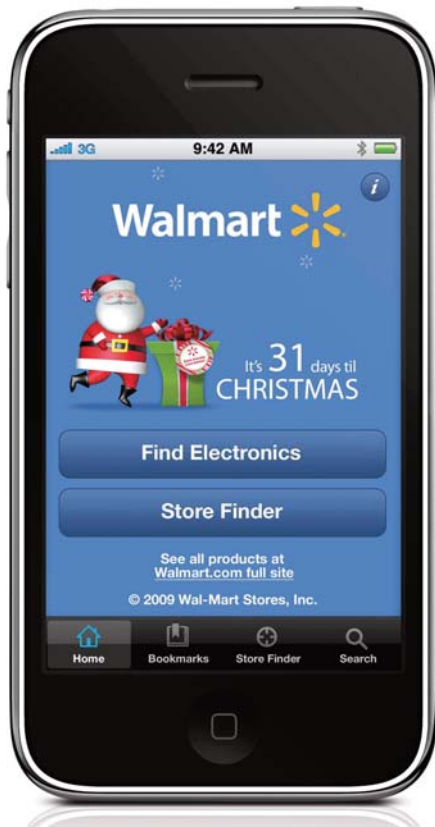 3G 9:42 AM
i
Walmart
It's 31 days til
CHRISTMAS
Find Electronics
Store Finder
See all products at
Walmart.com full site
© 2009 Wal-Mart Stores, Inc.
Home Bookmarks Store Finder Search